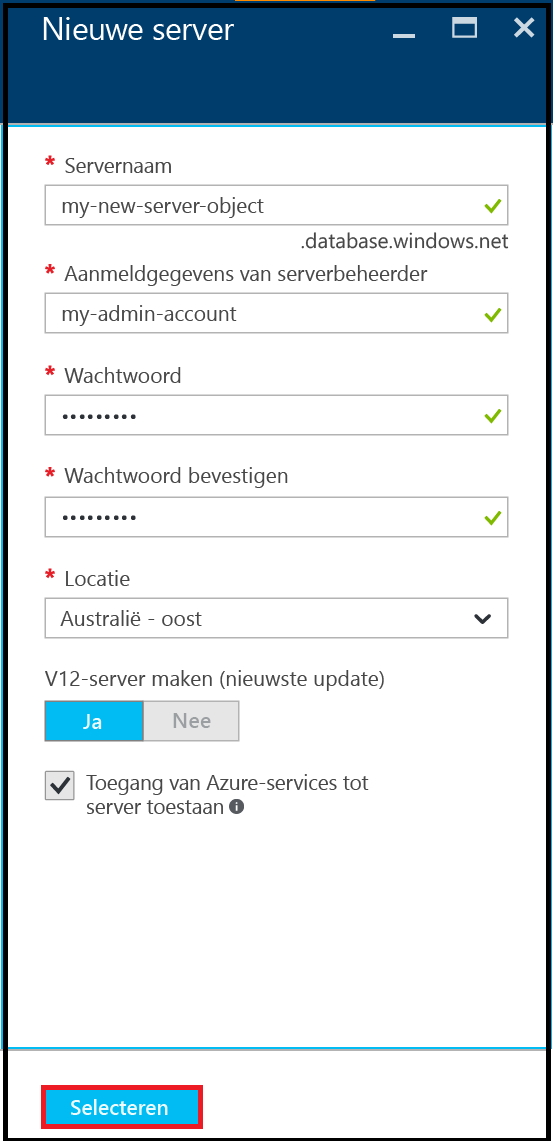 Nieuwe server
* Servernaam
my-new-server-object
.database.windows.net
* Aanmeldgegevens van serverbeheerder
my-admin-account
* Wachtwoord
•••••••••
* Wachtwoord bevestigen
•••••••••
* Locatie
Australië - oost
V12-server maken (nieuwste update)
Ja Nee
Toegang van Azure-services tot
server toestaan
Selecteren